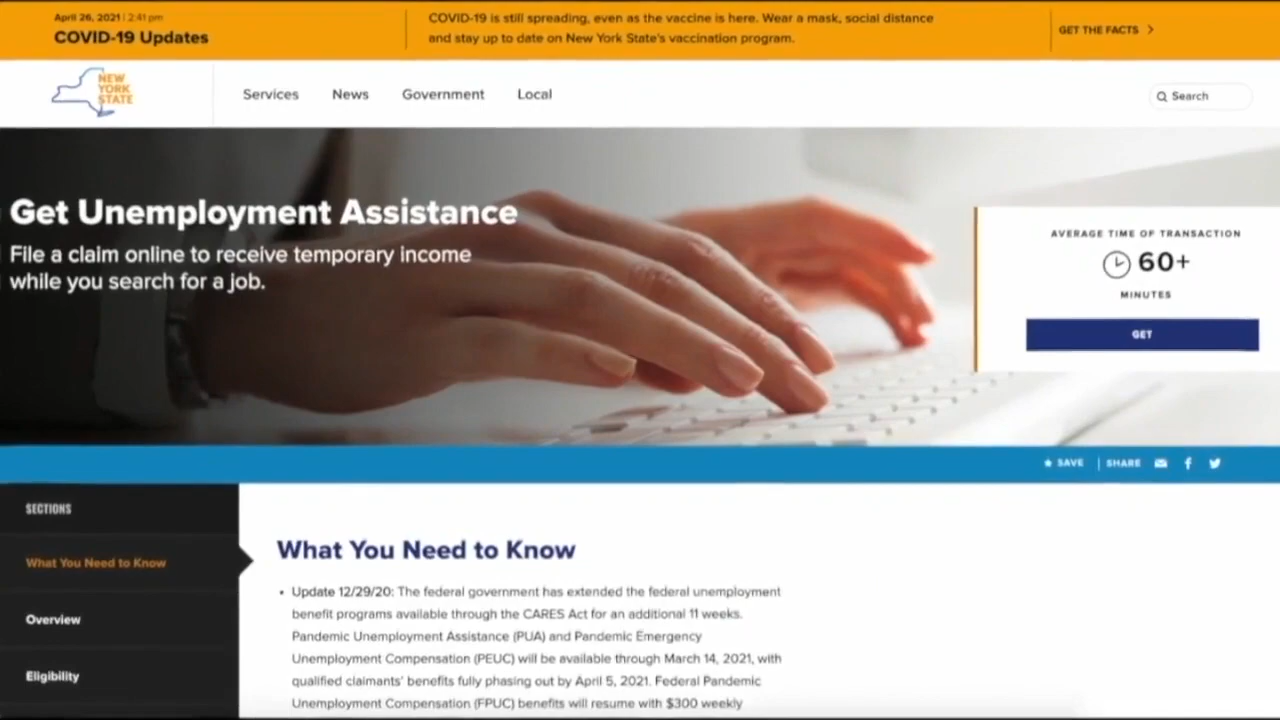 April 26, 2021 | 2:41 pm
COVID-19 Updates
COVID-19 is still spreading, even as the vaccine is here. Wear a mask, social distance
and stay up to date on New York State's vaccination program.
GET THE FACTS
NEW
YORK
STATE
Services
News
Government
Local
Search
Get Unemployment Assistance
File a claim online to receive temporary income
while you search for a job.
AVERAGE TIME OF TRANSACTION
60+
MINUTES
GET
SAVE
SHARE
SECTIONS
What You Need to Know
Overview
Eligibility
What You Need to Know
• Update 12/29/20: The federal government has extended the federal unemployment
benefit programs available through the CARES Act for an additional 11 weeks.
Pandemic Unemployment Assistance (PUA) and Pandemic Emergency
Unemployment Compensation (PEUC) will be available through March 14, 2021, with
qualified claimants' benefits fully phasing out by April 5, 2021. Federal Pandemic
Unemployment Compensation (FPUC) benefits will resume with $300 weekly